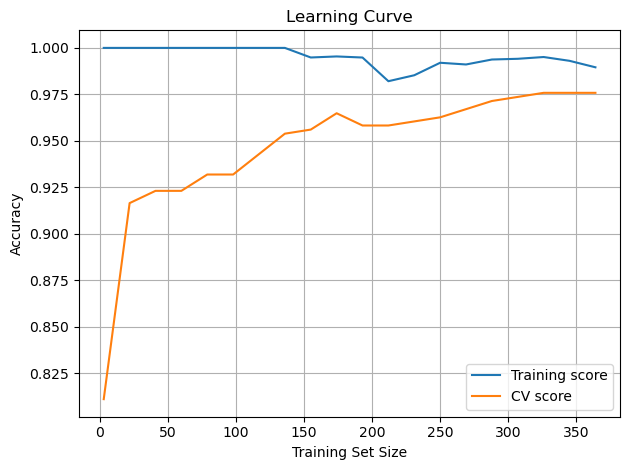 Learning Curve
1.000
0.975
0.950
0.925
0.900
0.875
0.850
0.825
Accuracy
0 50 100 150 200 250 300 350
Training Set Size
Training score
CV score